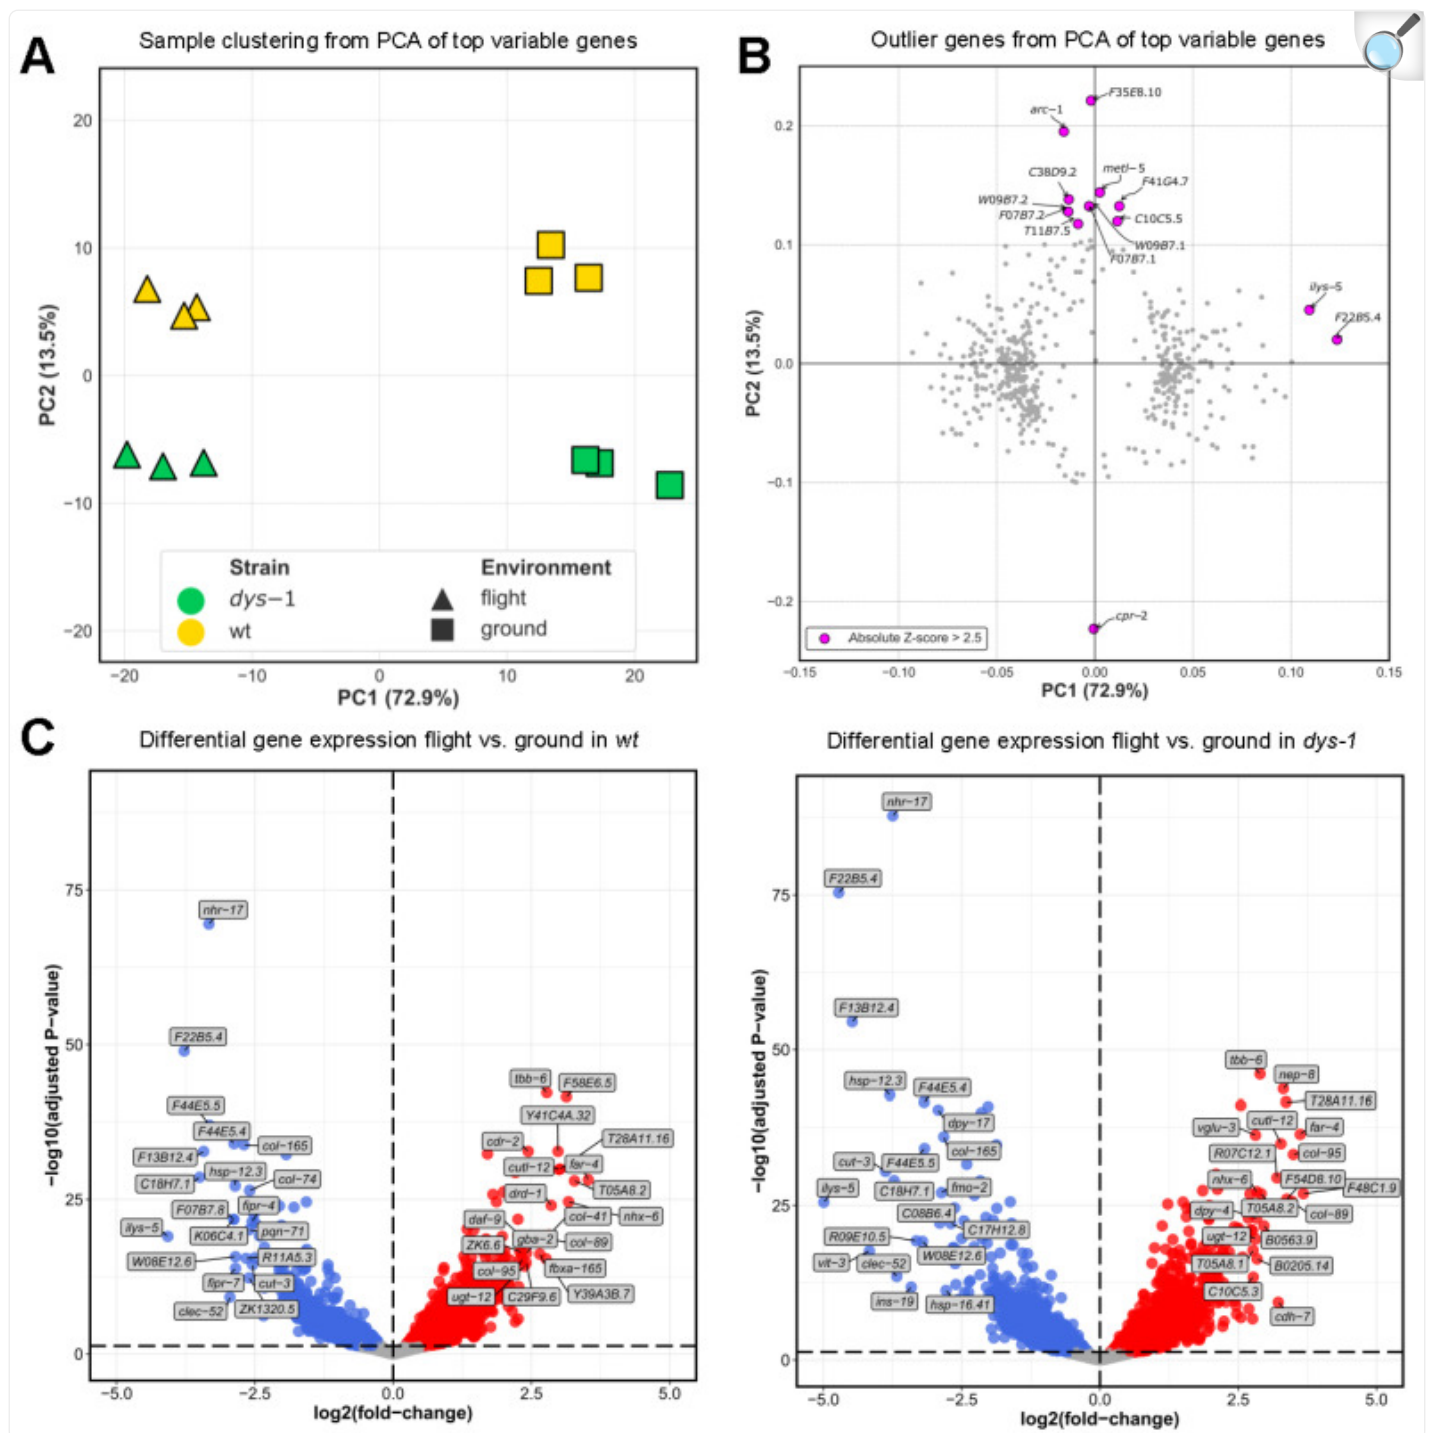 A
Sample clustering from PCA of top variable genes
20
10
0
−10
−20
PC2 (13.5%)
−20
−10
0
10
20
PC1 (72.9%)
Strain
dys−1
wt
Environment
flight
ground
B
Outlier genes from PCA of top variable genes
0.2
0.1
0.0
−0.1
−0.2
PC2 (13.5%)
F35E8.10
arc−1
C38D9.2
metl−5
F41G4.7
W09B7.2
F07B7.2
T11B7.5
C10C5.5
W09B7.1
F07B7.1
ilys−5
F22B5.4
cpr−2
Absolute Z-score > 2.5
−0.15
−0.10
−0.05
0.00
0.05
0.10
0.15
PC1 (72.9%)
C
Differential gene expression flight vs. ground in wt
75
50
25
0
−log10(adjusted P−value)
nhr−17
F22B5.4
F44E5.5
F44E5.4
col−165
F13B12.4
hsp−12.3
col−74
C18H7.1
F07B7.8
fipr−4
ilys−5
K06C4.1
pqn−71
W08E12.6
R11A5.3
fipr−7
cut−3
clec−52
ZK1320.5
tbb−6
F58E6.5
Y41C4A.32
cdr−2
T28A11.16
cutl−12
far−4
T05A8.2
drd−1
col−41
nhx−6
daf−9
gba−2
col−89
ZK6.6
col−95
fbxa−165
ugt−12
C29F9.6
Y39A3B.7
−5.0
−2.5
0.0
2.5
5.0
log2(fold−change)
Differential gene expression flight vs. ground in dys-1
75
50
25
0
−log10(adjusted P−value)
nhr−17
F22B5.4
F13B12.4
hsp−12.3
F44E5.4
dpy−17
col−165
cut−3
F44E5.5
ilys−5
C18H7.1
fmo−2
C08B6.4
R09E10.5
C17H12.8
vit−3
clec−52
W08E12.6
ins−19
hsp−16.41
tbb−6
nep−8
T28A11.16
vglu−3
cutl−12
far−4
R07C12.1
col−95
nhx−6
F54D8.10
F48C1.9
dpy−4
T05A8.2
col−89
ugt−12
B0563.9
T05A8.1
B0205.14
C10C5.3
cdh−7
−5.0
−2.5
0.0
2.5
5.0
log2(fold−change)